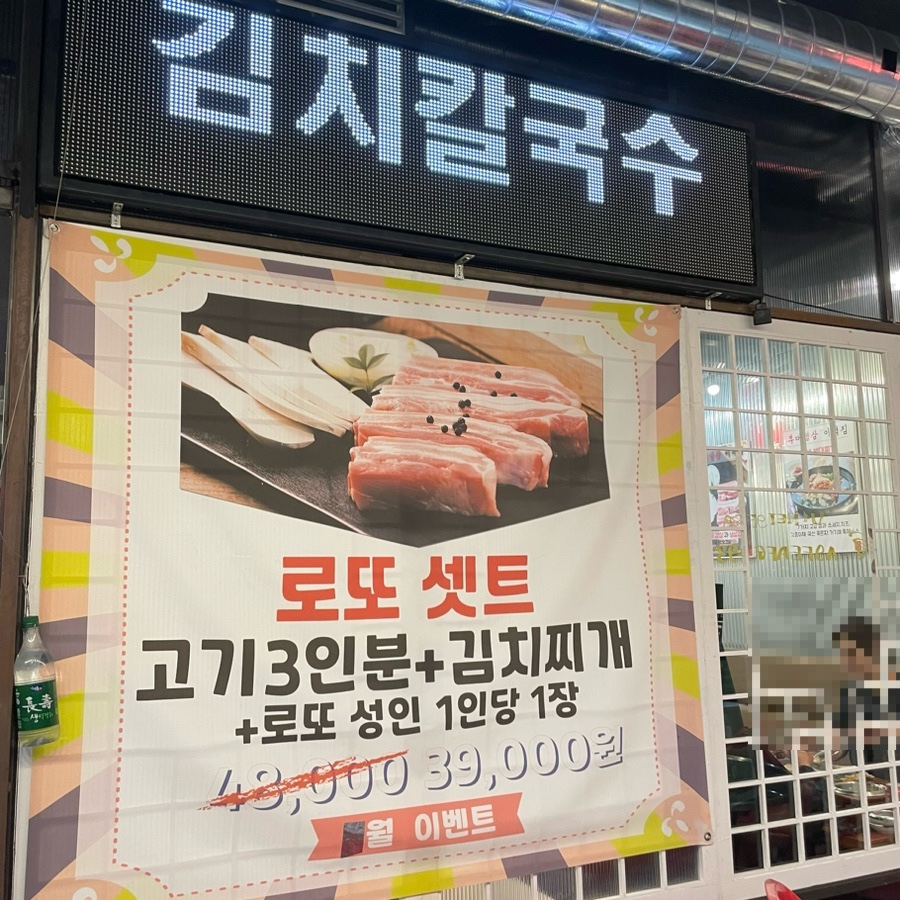 김치칼국수
로또 셋트
고기3인분+김치찌개
+로또 성인 1인당 1장
48,000 39,000원
월 이벤트
長壽